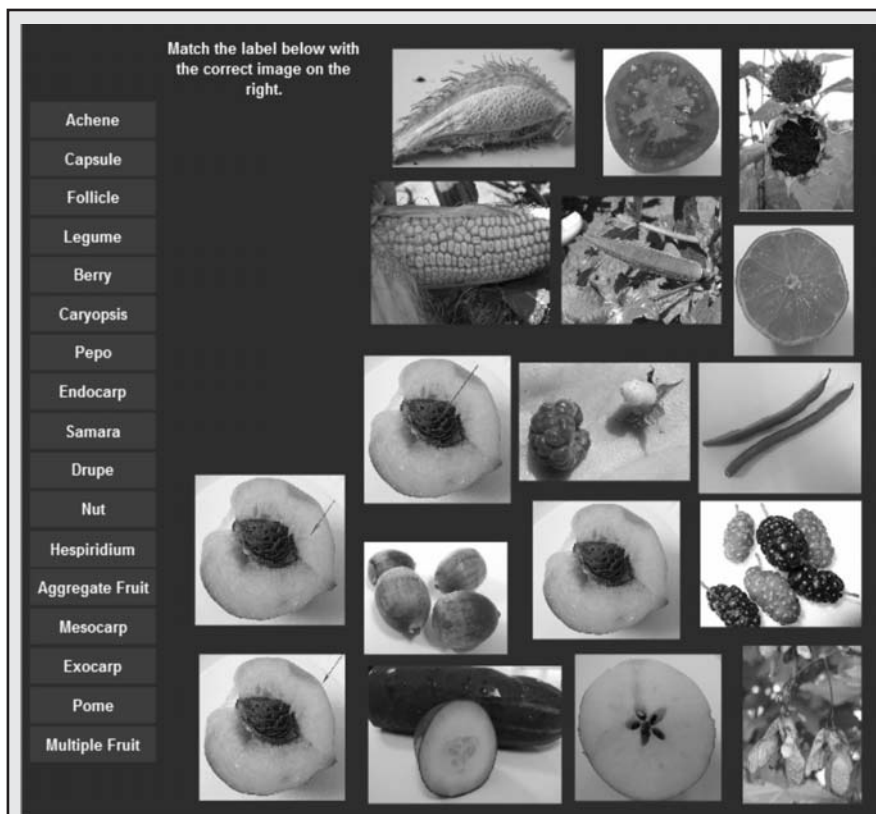 Match the label below with
the correct image on the
right.
Achene
Capsule
Follicle
Legume
Berry
Caryopsis
Pepo
Endocarp
Samara
Drupe
Nut
Hespiridium
Aggregate Fruit
Mesocarp
Exocarp
Pome
Multiple Fruit